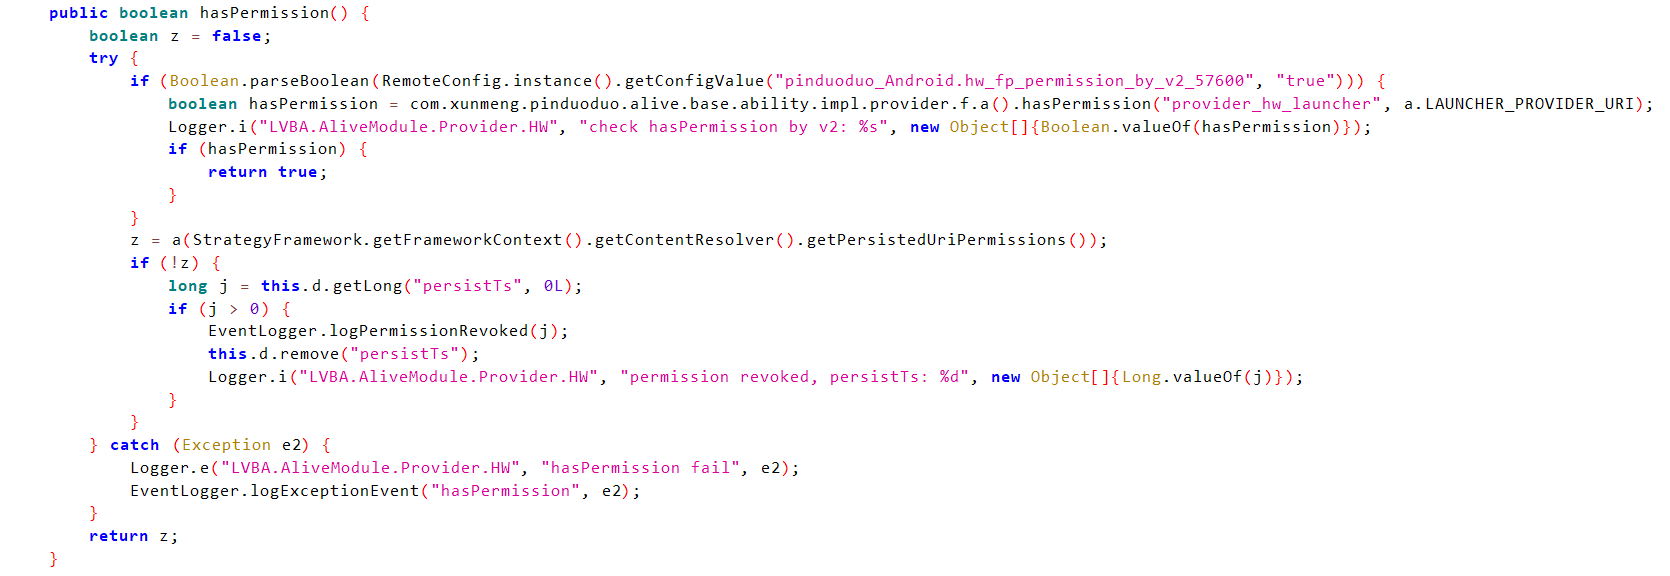 public boolean hasPermission() {
boolean z = false;
try {
if (Boolean.parseBoolean(RemoteConfig.instance().getConfigValue("pinduoduo_Android.hw_fp_permission_by_v2_57600", "true"))) {
boolean hasPermission = com.xunmeng.pinduoduo.alive.base.ability.impl.provider.f.a().hasPermission("provider_hw_launcher", a.LAUNCHER_PROVIDER_URI);
Logger.i("LVBA.AliveModule.Provider.HW", "check hasPermission by v2: %s", new Object[]{Boolean.valueOf(hasPermission)});
if (hasPermission) {
return true;
}
}
z = a(StrategyFramework.getFrameworkContext().getContentResolver().getPersistedUriPermissions());
if (!z) {
long j = this.d.getLong("persistTs", 0L);
if (j > 0) {
EventLogger.logPermissionRevoked(j);
this.d.remove("persistTs");
Logger.i("LVBA.AliveModule.Provider.HW", "permission revoked, persistTs: %d", new Object[]{Long.valueOf(j)});
}
}
} catch (Exception e2) {
Logger.e("LVBA.AliveModule.Provider.HW", "hasPermission fail", e2);
EventLogger.logExceptionEvent("hasPermission", e2);
}
return z;
}